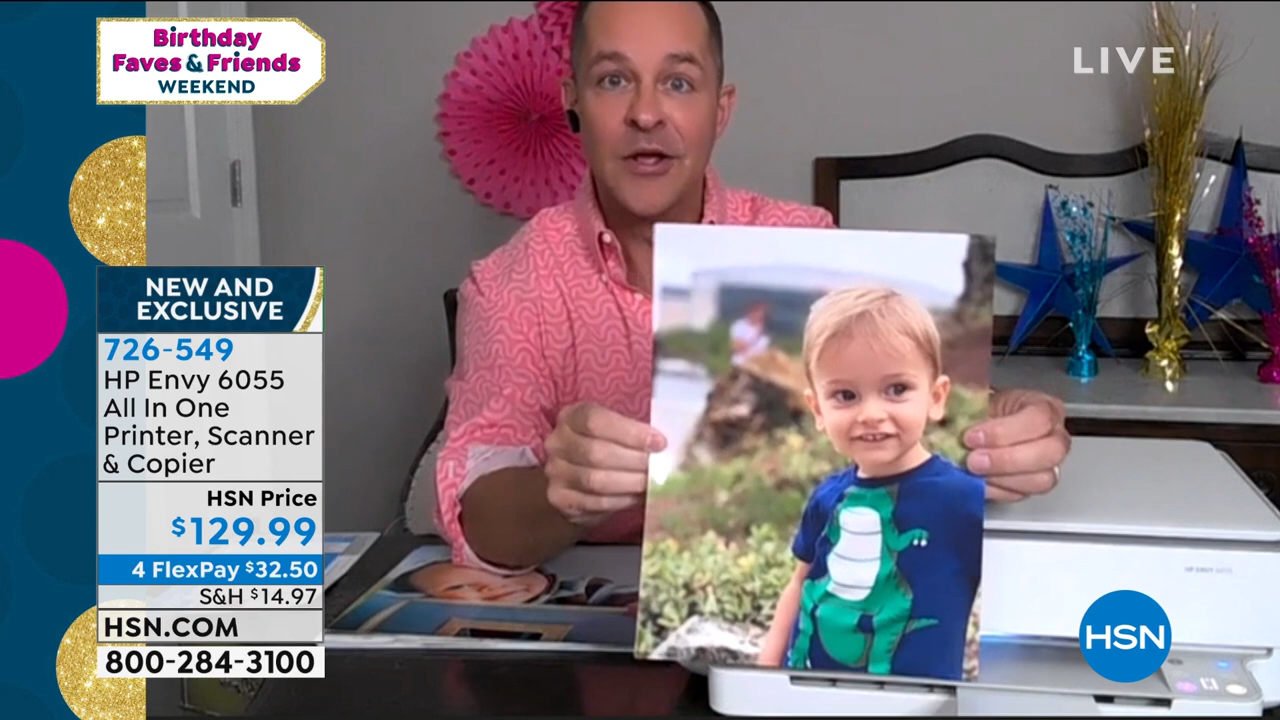 Birthday
Faves & Friends
WEEKEND
LIVE
NEW AND
EXCLUSIVE
726-549
HP Envy 6055
All In One
Printer, Scanner
& Copier
HSN Price
$129.99
4 FlexPay $32.50
S&H $14.97
HSN.COM
800-284-3100
HSN